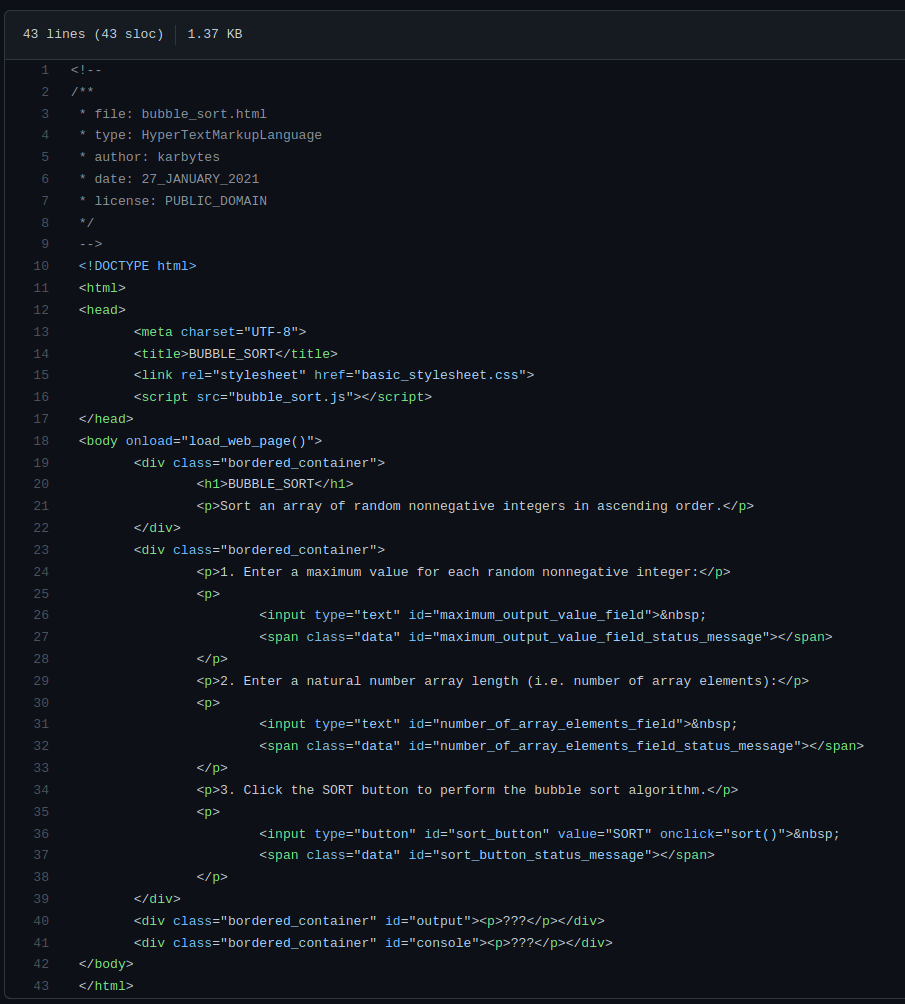 43 lines (43 sloc) 1.37 KB
1 <!--
2 /**
3  * file: bubble_sort.html
4  * type: HyperTextMarkupLanguage
5  * author: karbytes
6  * date: 27_JANUARY_2021
7  * license: PUBLIC_DOMAIN
8  */
9  -->
10  <!DOCTYPE html>
11  <html>
12  <head>
13         <meta charset="UTF-8">
14         <title>BUBBLE_SORT</title>
15         <link rel="stylesheet" href="basic_stylesheet.css">
16         <script src="bubble_sort.js"></script>
17  </head>
18  <body onload="load_web_page()">
19         <div class="bordered_container">
20                 <h1>BUBBLE_SORT</h1>
21                 <p>Sort an array of random nonnegative integers in ascending order.</p>
22         </div>
23         <div class="bordered_container">
24                 <p>1. Enter a maximum value for each random nonnegative integer:</p>
25                 <p>
26                         <input type="text" id="maximum_output_value_field">&nbsp;
27                         <span class="data" id="maximum_output_value_field_status_message"></span>
28                 </p>
29                 <p>2. Enter a natural number array length (i.e. number of array elements):</p>
30                 <p>
31                         <input type="text" id="number_of_array_elements_field">&nbsp;
32                         <span class="data" id="number_of_array_elements_field_status_message"></span>
33                 </p>
34                 <p>3. Click the SORT button to perform the bubble sort algorithm.</p>
35                 <p>
36                         <input type="button" id="sort_button" value="SORT" onclick="sort()">&nbsp;
37                         <span class="data" id="sort_button_status_message"></span>
38                 </p>
39         </div>
40         <div class="bordered_container" id="output"><p>???</p></div>
41         <div class="bordered_container" id="console"><p>???</p></div>
42  </body>
43  </html>